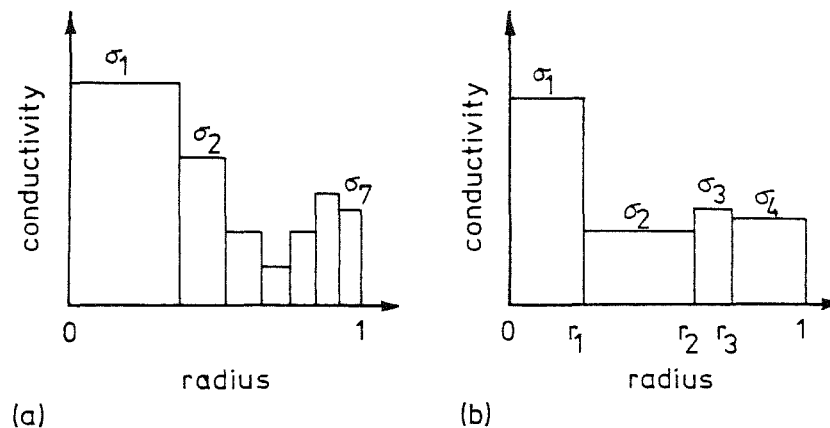 conductivity
σ1
σ2
σ7
0
1
radius
(a)
conductivity
σ1
σ2
σ3
σ4
0
r1
r2
r3
1
radius
(b)